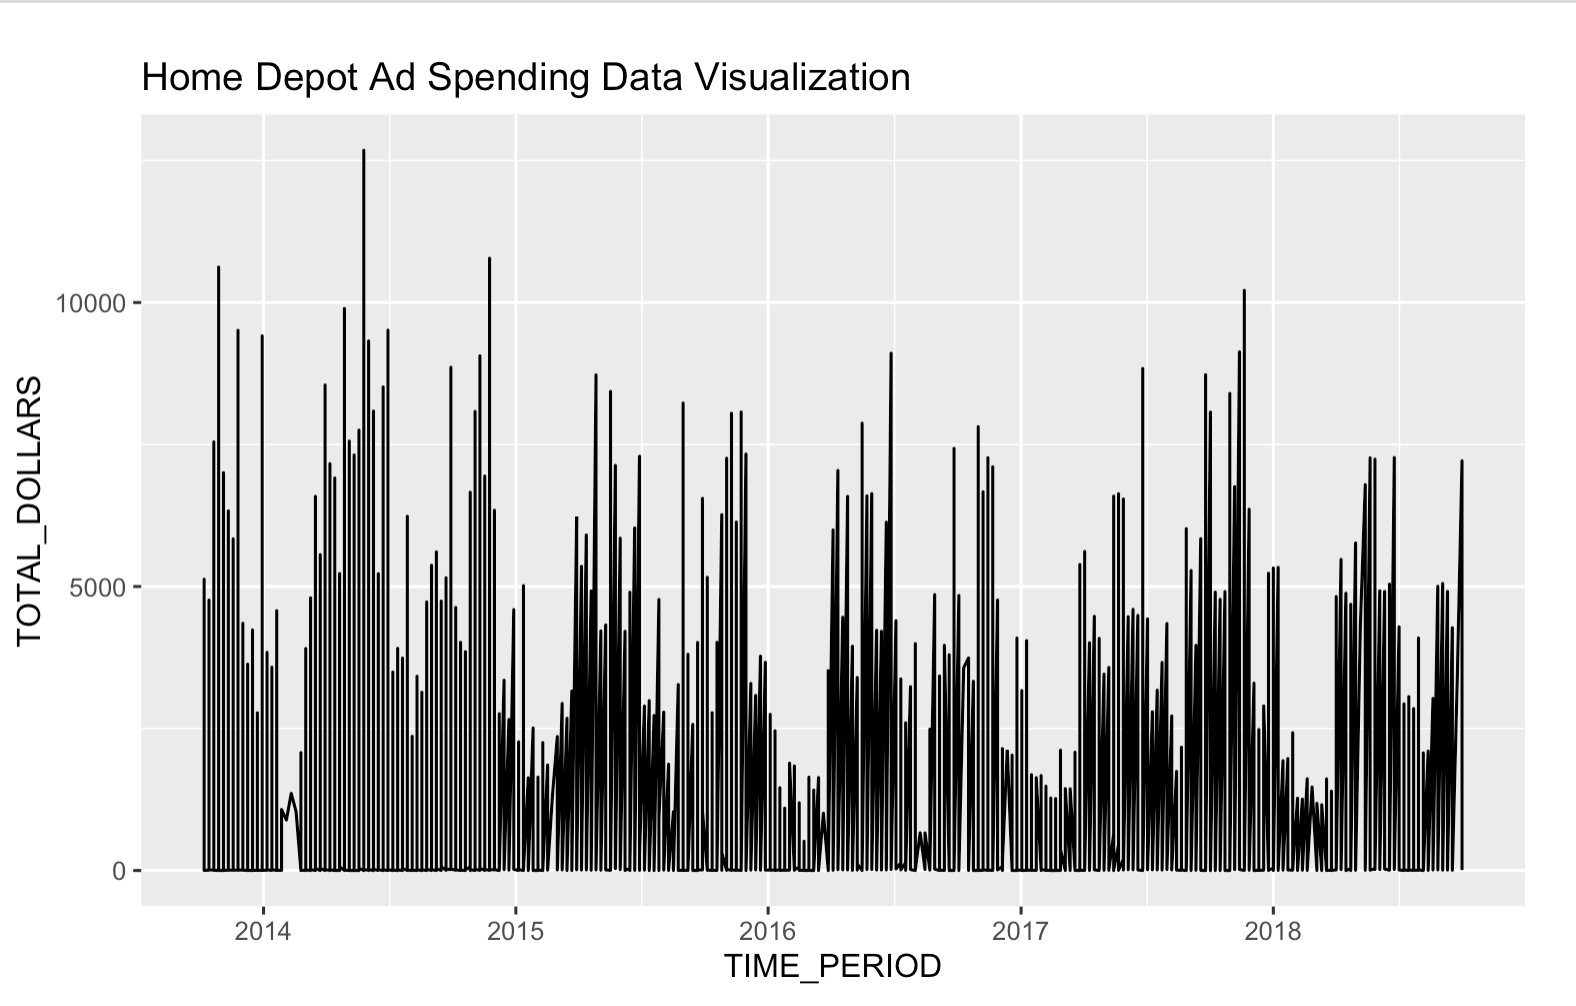 Home Depot Ad Spending Data Visualization
TOTAL_DOLLARS
10000
5000
0
2014 2015 2016 2017 2018
TIME_PERIOD